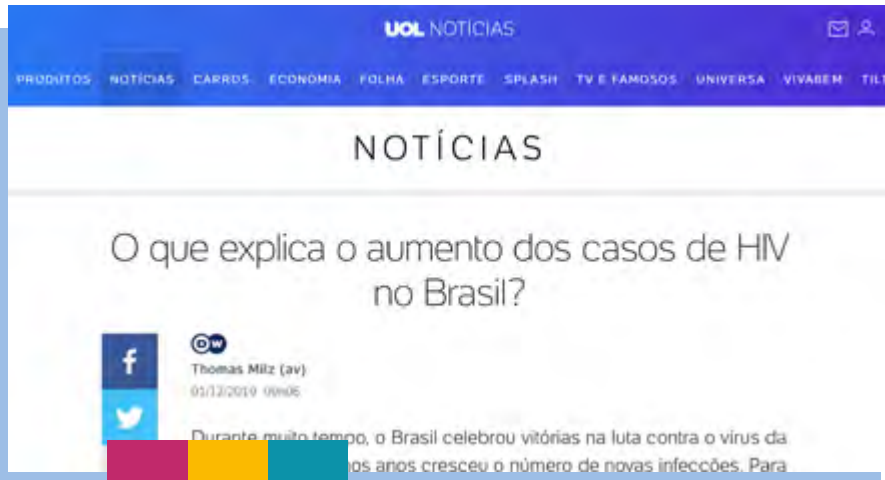 UOL NOTÍCIAS
PRODUTOS NOTÍCIAS CARROS ECONOMIA FOLHA ESPORTE SPLASH TV E FAMOSOS UNIVERSA VIVABEM TILT
NOTÍCIAS
O que explica o aumento dos casos de HIV
no Brasil?
DW
Thomas Milz (av)
01/12/2019
Durante muito tempo, o Brasil celebrou vitórias na luta contra o vírus da
anos cresceu o número de novas infecções. Para